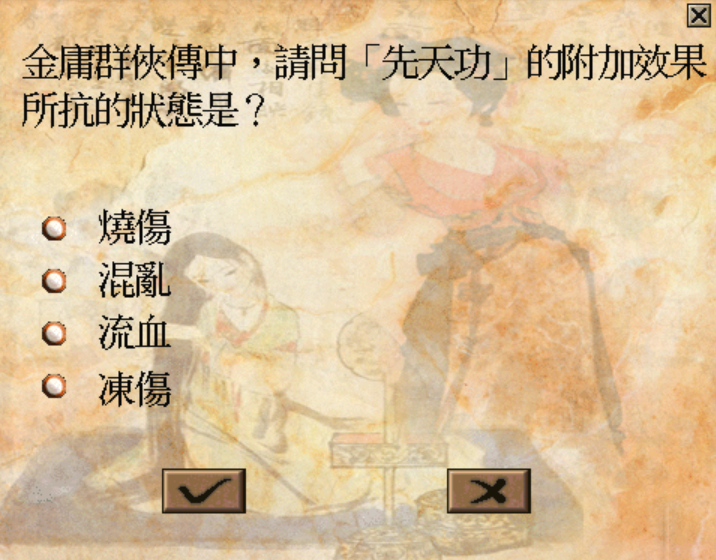 金庸群俠傳中，請問「先天功」的附加效果
所抗的狀態是？
燒傷
混亂
流血
凍傷